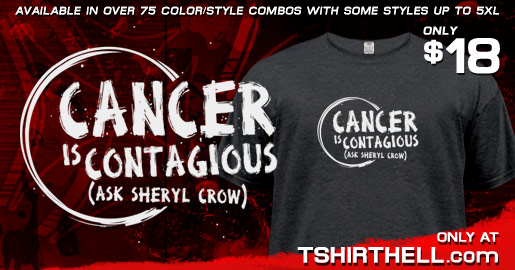 AVAILABLE IN OVER 75 COLOR/STYLE COMBOS WITH SOME STYLES UP TO 5XL
ONLY
$18
CANCER
IS CONTAGIOUS
(ASK SHERYL CROW)
CANCER
IS CONTAGIOUS
(ASK SHERYL CROW)
ONLY AT
TSHIRTHELL.com